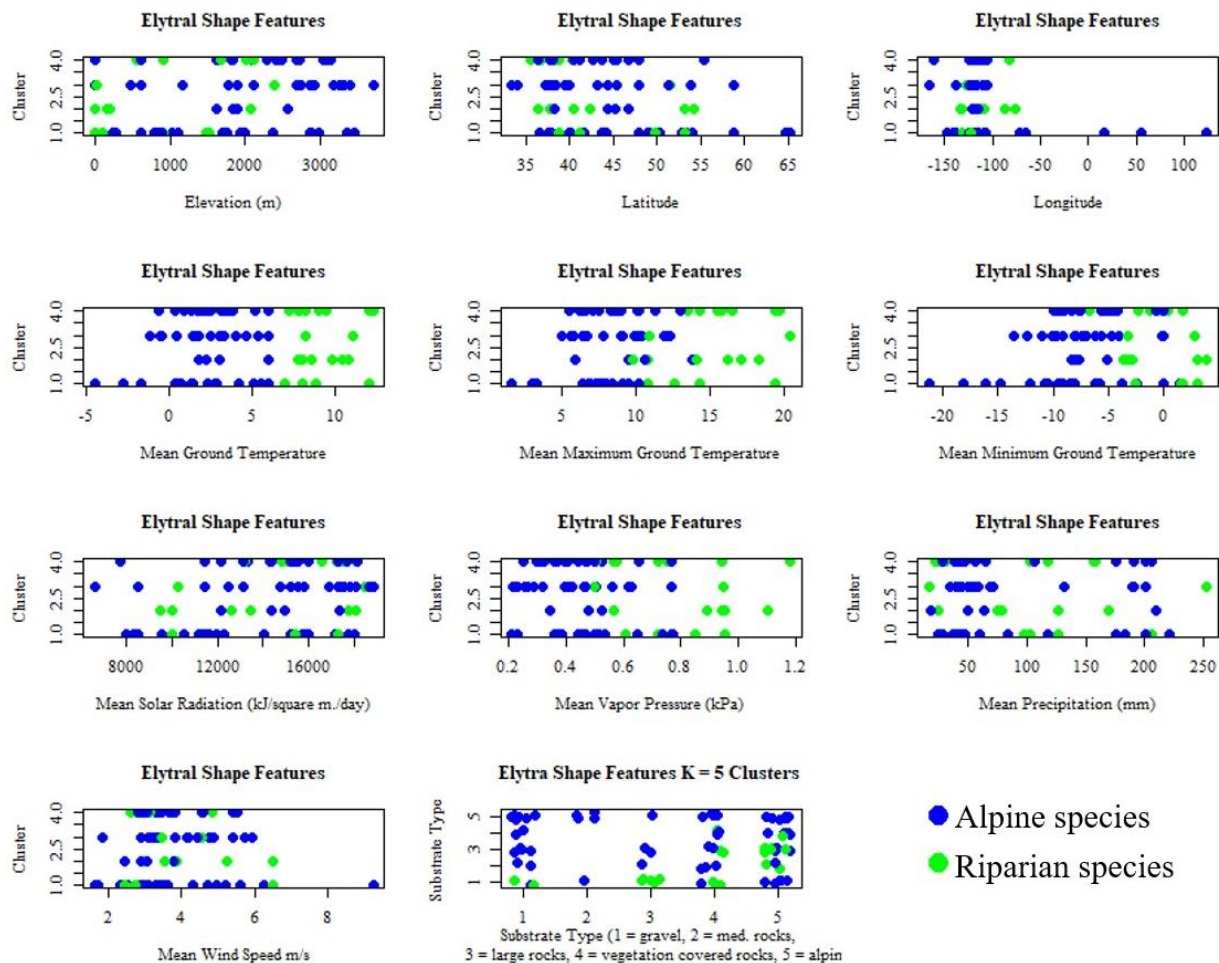 Elytral Shape Features
Cluster
1.0 2.5 4.0
0 1000 2000 3000
Elevation (m)
Elytral Shape Features
Cluster
1.0 2.5 4.0
35 40 45 50 55 60 65
Latitude
Elytral Shape Features
Cluster
1.0 2.5 4.0
-150 -100 -50 0 50 100
Longitude
Elytral Shape Features
Cluster
1.0 2.5 4.0
-5 0 5 10
Mean Ground Temperature
Elytral Shape Features
Cluster
1.0 2.5 4.0
5 10 15 20
Mean Maximum Ground Temperature
Elytral Shape Features
Cluster
1.0 2.5 4.0
-20 -15 -10 -5 0
Mean Minimum Ground Temperature
Elytral Shape Features
Cluster
1.0 2.5 4.0
8000 12000 16000
Mean Solar Radiation (kJ/square m./day)
Elytral Shape Features
Cluster
1.0 2.5 4.0
0.2 0.4 0.6 0.8 1.0 1.2
Mean Vapor Pressure (kPa)
Elytral Shape Features
Cluster
1.0 2.5 4.0
50 100 150 200 250
Mean Precipitation (mm)
Elytral Shape Features
Cluster
1.0 2.5 4.0
2 4 6 8
Mean Wind Speed m/s
Elytra Shape Features K = 5 Clusters
Substrate Type
1 3 5
1 2 3 4 5
Substrate Type (1 = gravel, 2 = med. rocks,
3 = large rocks, 4 = vegetation covered rocks, 5 = alpin
Alpine species
Riparian species